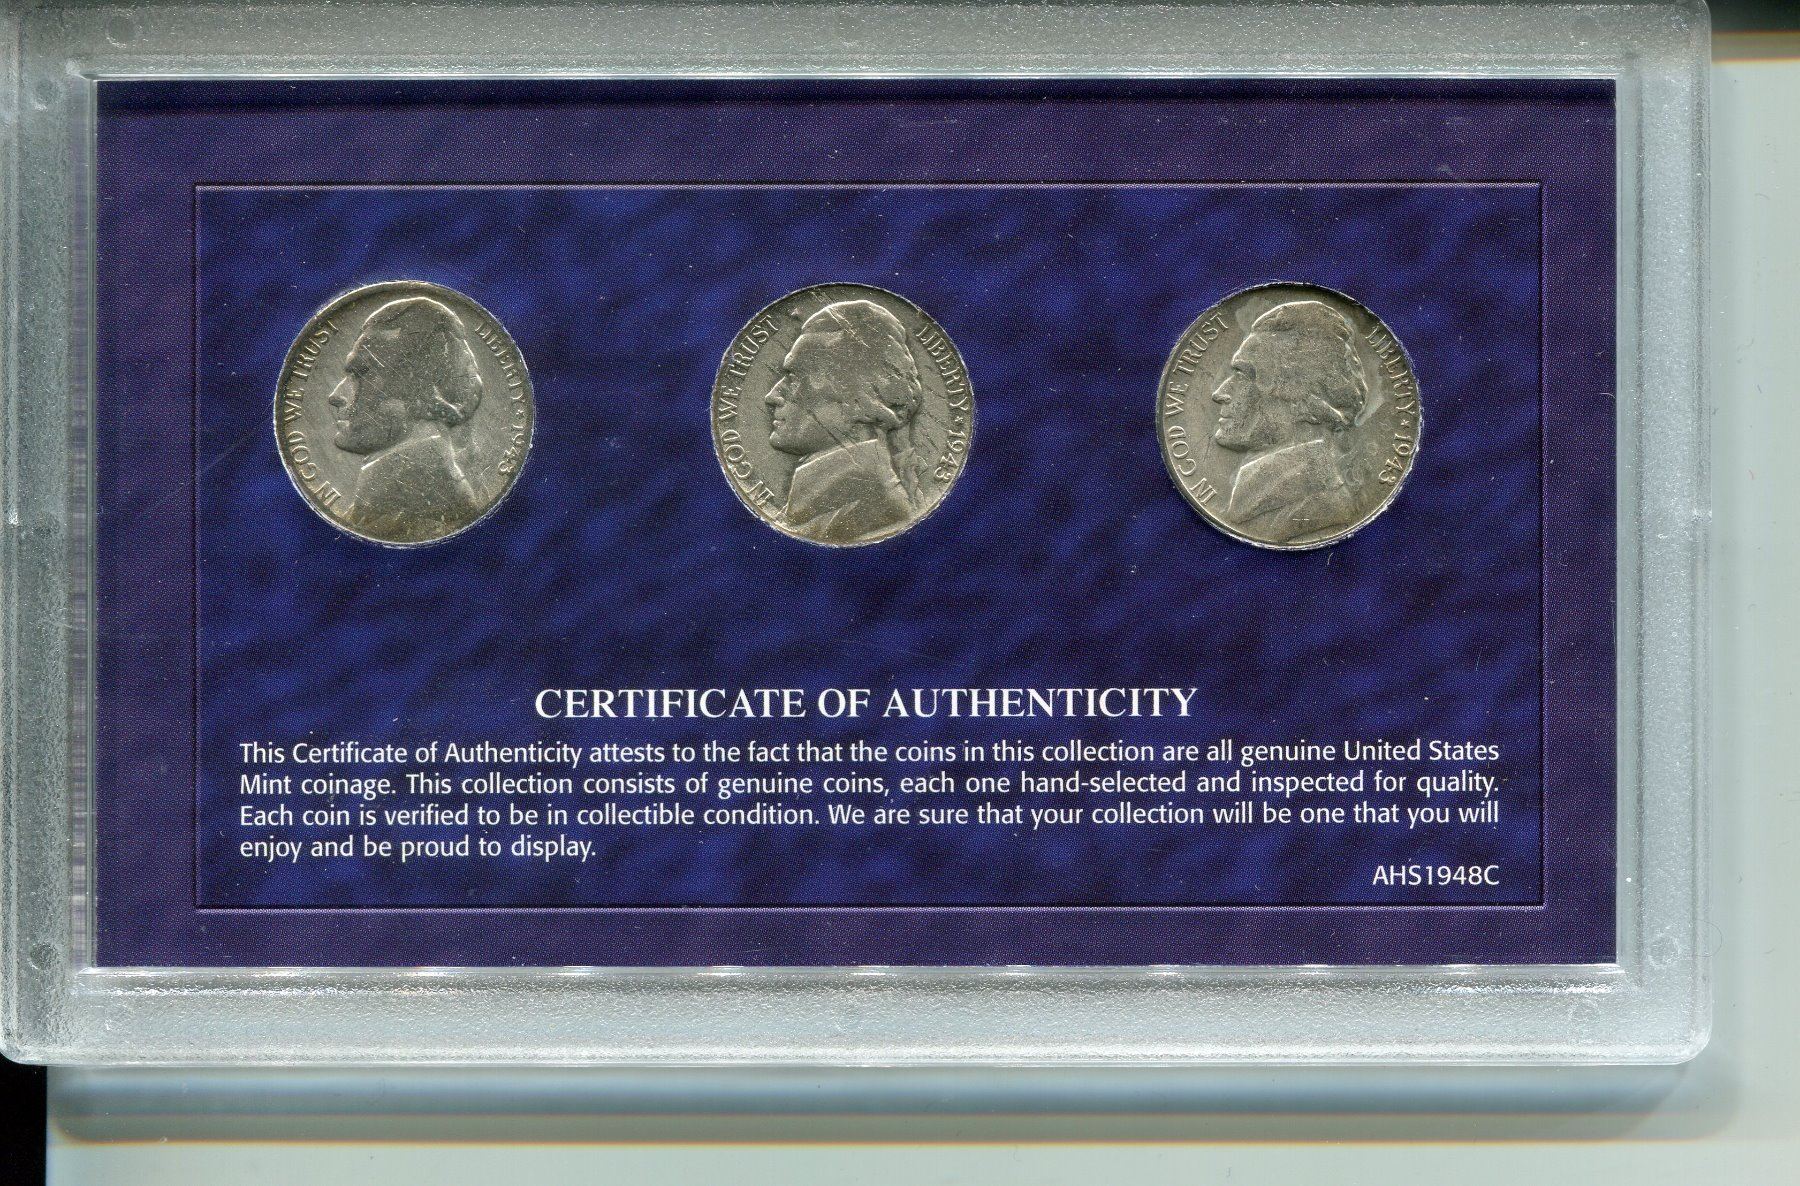 IN GOD WE TRUST LIBERTY ★ 1943
IN GOD WE TRUST LIBERTY ★ 1943
IN GOD WE TRUST LIBERTY ★ 1943
CERTIFICATE OF AUTHENTICITY
This Certificate of Authenticity attests to the fact that the coins in this collection are all genuine United States
Mint coinage. This collection consists of genuine coins, each one hand-selected and inspected for quality.
Each coin is verified to be in collectible condition. We are sure that your collection will be one that you will
enjoy and be proud to display.
AHS1948C